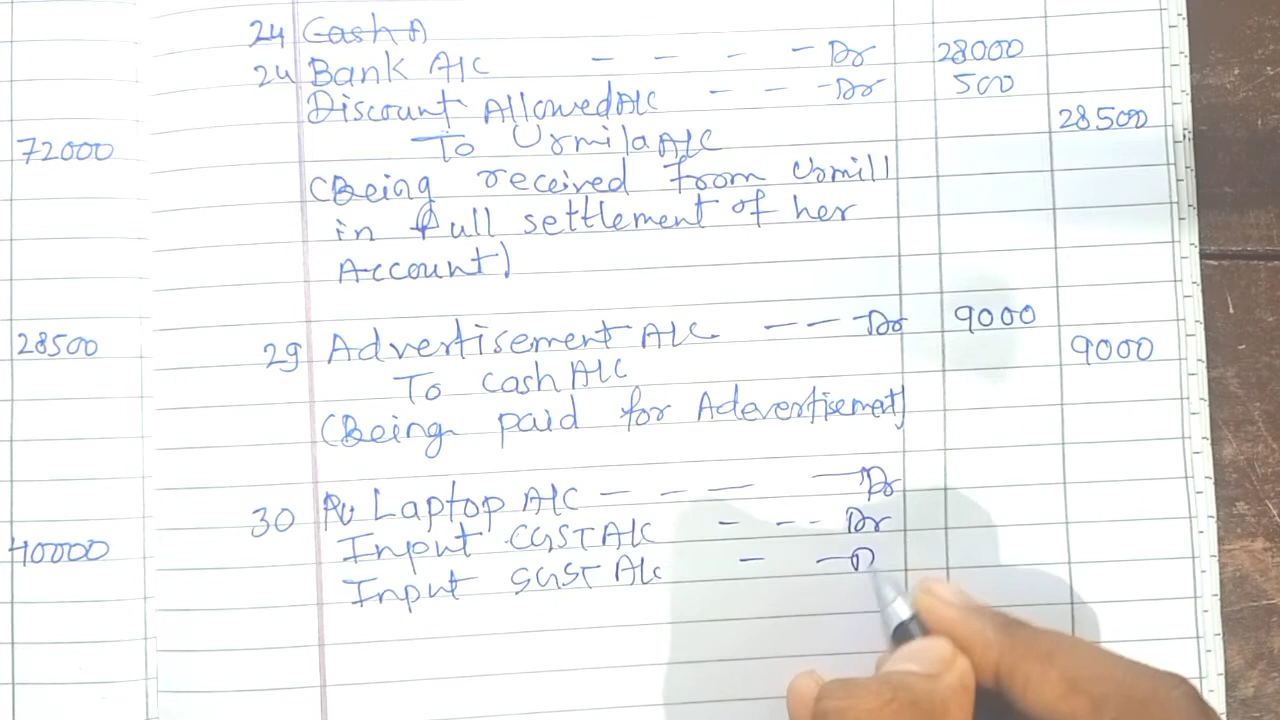 24 Cash A
24 Bank A/C - - - - Dr 28000
Discount Allowed A/C - - - Dr 500
To Urmila A/C 28500
72000
(Being received from Urmill
in full settlement of her
Account)
28500
29 Advertisement A/C - - - Dr 9000
To Cash A/C 9000
(Being paid for Adevertisemet)
30 Pu Laptop A/C - - - - Dr
Input CGST A/C - - - Dr
40000
Input SGST A/c - - D